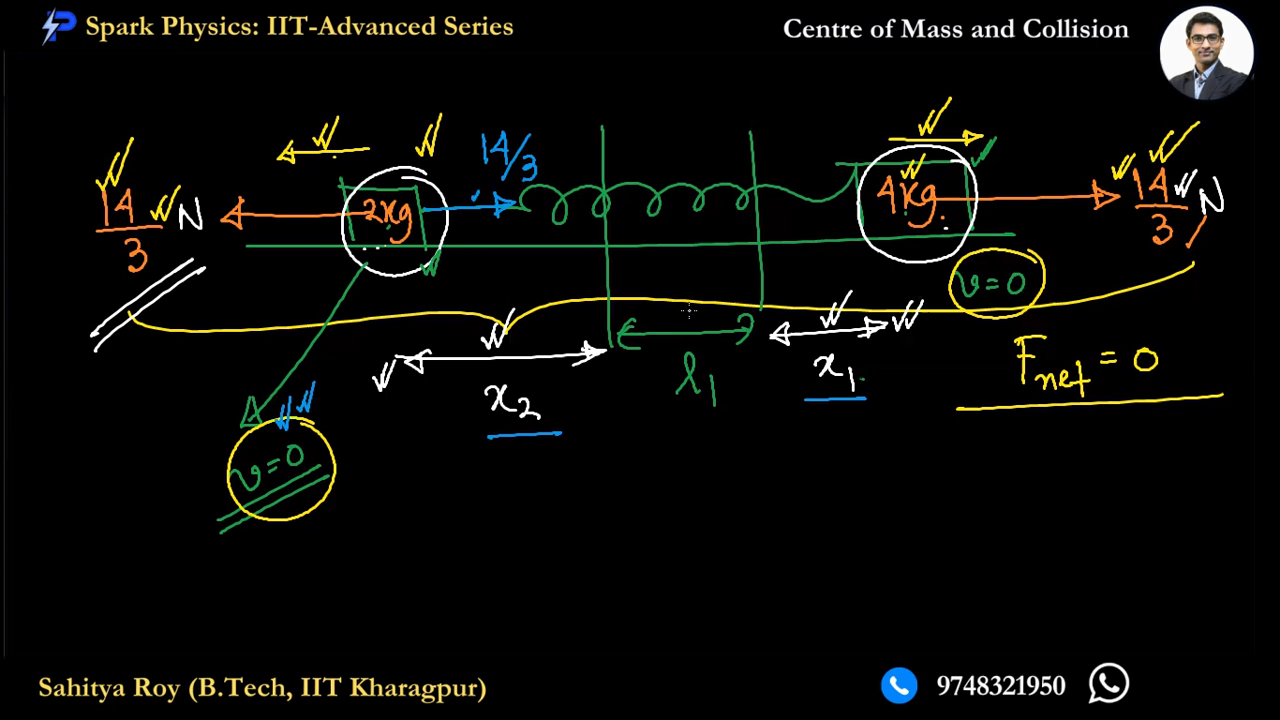 Spark Physics: IIT-Advanced Series
Centre of Mass and Collision
14/3 N
2kg
14/3
4kg
14/3 N
v=0
x2
l1
x1
Fnet = 0
v=0
Sahitya Roy (B.Tech, IIT Kharagpur)
9748321950